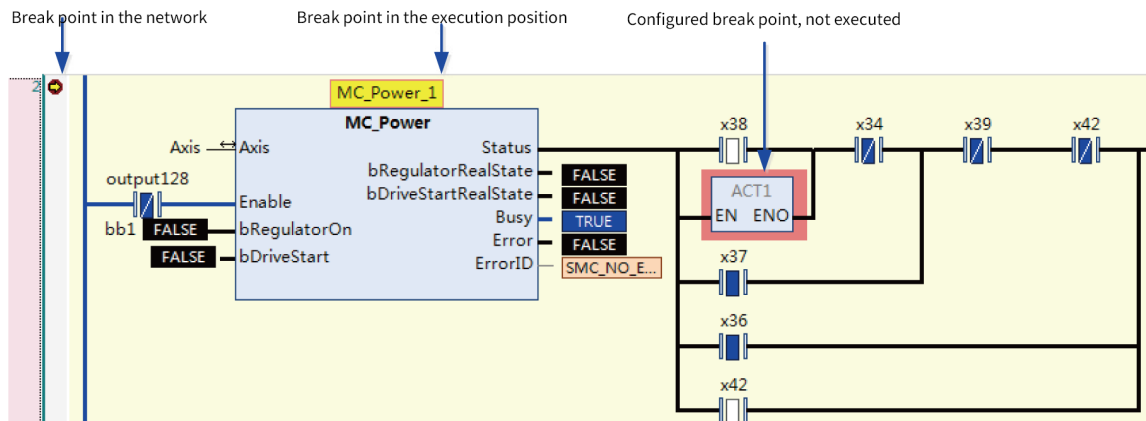 Break point in the network
Break point in the execution position
Configured break point, not executed
2
MC_Power_1
MC_Power
x38
x34
x39
x42
Axis
Axis
Status
bRegulatorRealState
FALSE
output128
bDriveStartRealState
FALSE
ACT1
Enable
Busy
TRUE
EN
ENO
bb1
FALSE
bRegulatorOn
Error
FALSE
FALSE
bDriveStart
ErrorID
SMC_NO_E...
x37
x36
x42